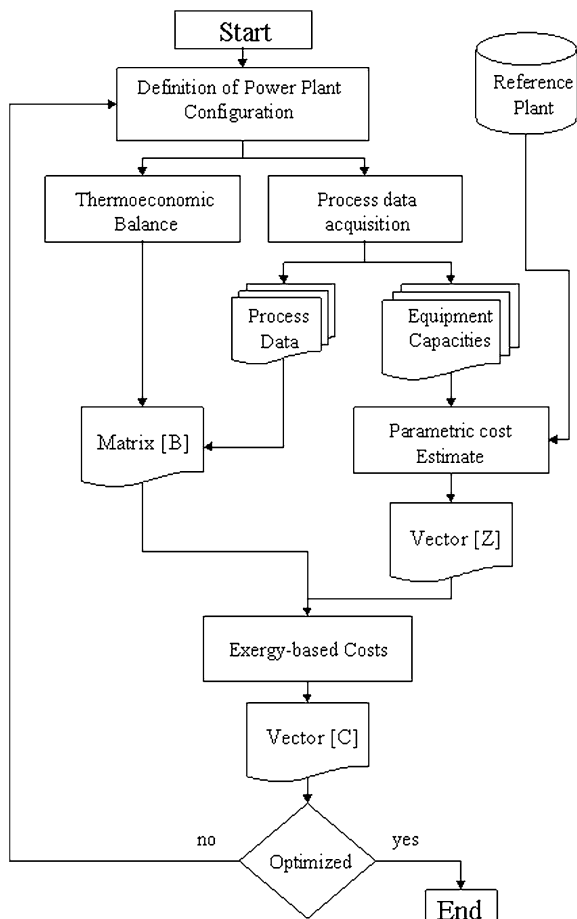 Start
Definition of Power Plant
Configuration
Reference
Plant
Thermoeconomic
Balance
Process data
acquisition
Process
Data
Equipment
Capacities
Matrix [B]
Parametric cost
Estimate
Vector [Z]
Exergy-based Costs
Vector [C]
no
Optimized
yes
End